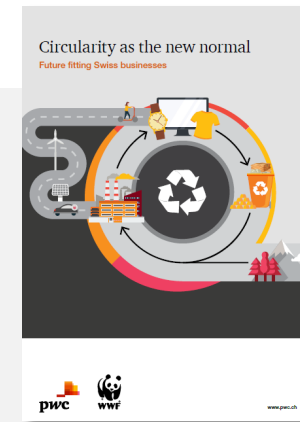 Circularity as the new normal
Future fitting Swiss businesses
pwc
WWF
www.pwc.ch